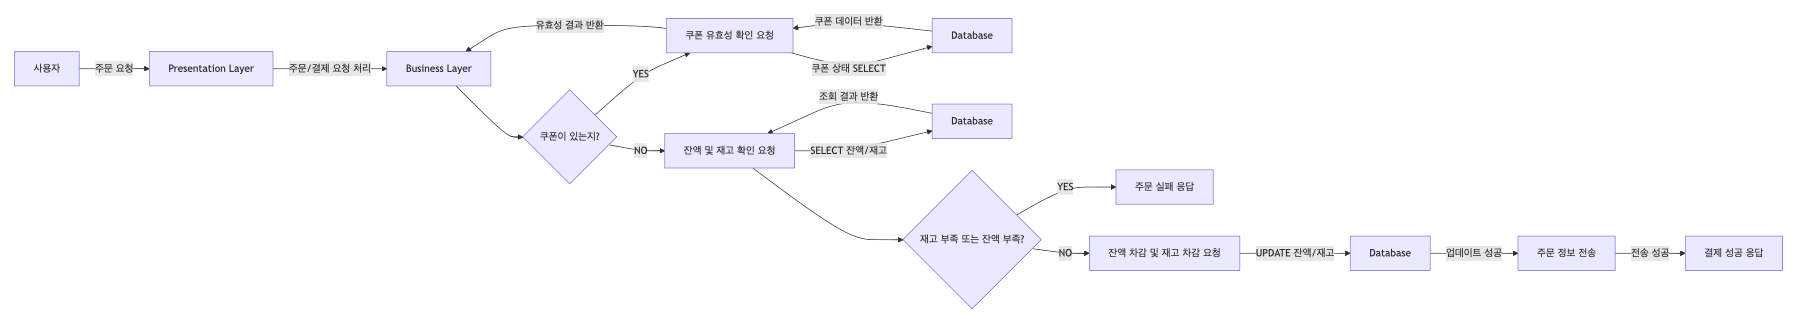 사용자
주문 요청
Presentation Layer
주문/결제 요청 처리
Business Layer
유효성 결과 반환
쿠폰 유효성 확인 요청
쿠폰 데이터 반환
쿠폰 상태 SELECT
Database
쿠폰이 있는지?
YES
NO
잔액 및 재고 확인 요청
조회 결과 반환
SELECT 잔액/재고
Database
재고 부족 또는 잔액 부족?
YES
주문 실패 응답
NO
잔액 차감 및 재고 차감 요청
UPDATE 잔액/재고
Database
업데이트 성공
주문 정보 전송
전송 성공
결제 성공 응답